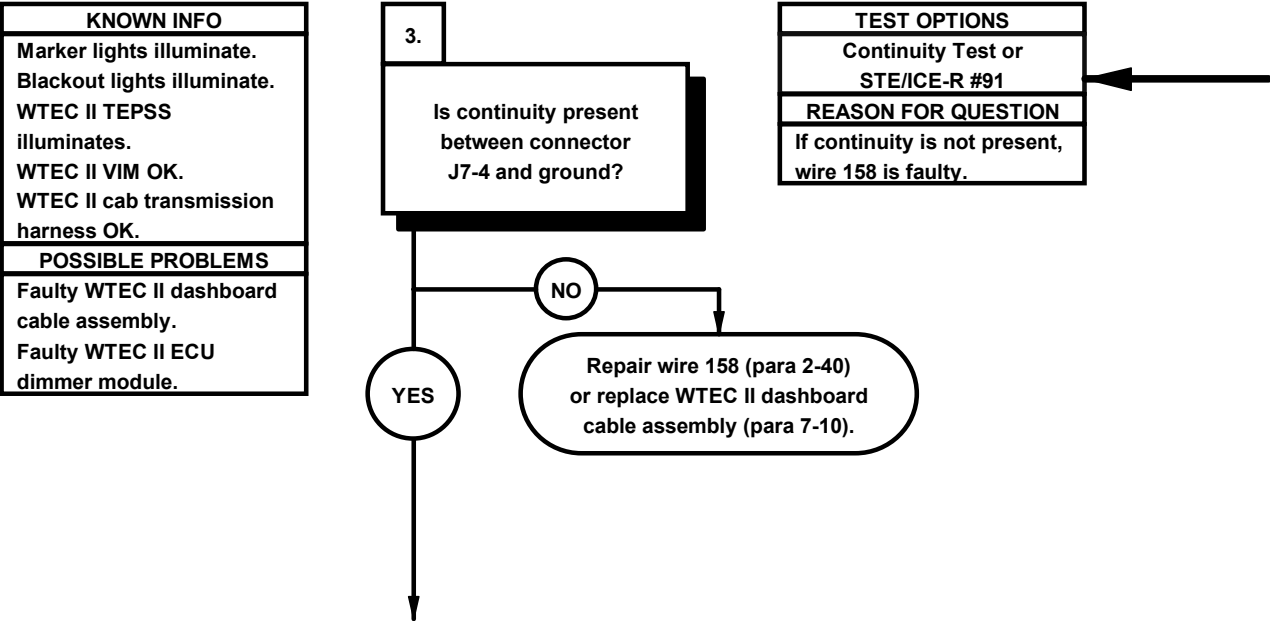 KNOWN INFO
Marker lights illuminate.
Blackout lights illuminate.
WTEC II TEPSS
illuminates.
WTEC II VIM OK.
WTEC II cab transmission
harness OK.
POSSIBLE PROBLEMS
Faulty WTEC II dashboard
cable assembly.
Faulty WTEC II ECU
dimmer module.
3.
Is continuity present
between connector
J7-4 and ground?
TEST OPTIONS
Continuity Test or
STE/ICE-R #91
REASON FOR QUESTION
If continuity is not present,
wire 158 is faulty.
NO
Repair wire 158 (para 2-40)
or replace WTEC II dashboard
cable assembly (para 7-10).
YES